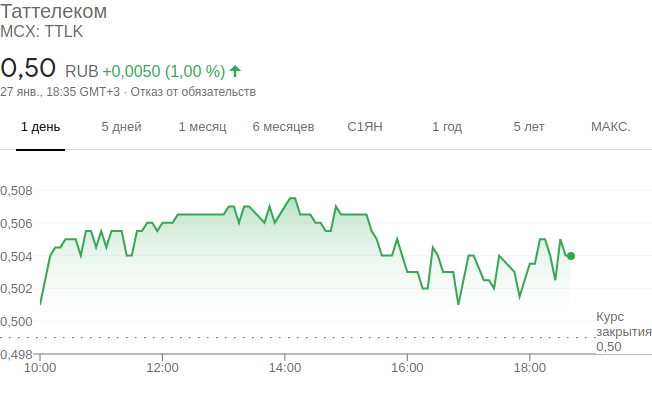 Таттелеком
MCX: TTLK
0,50 RUB +0,0050 (1,00 %)
27 янв., 18:35 GMT+3 · Отказ от обязательств
1 день 5 дней 1 месяц 6 месяцев С1ЯН 1 год 5 лет МАКС.
0,508
0,506
0,504
0,502
0,500
0,498
Курс
закрытия
0,50
10:00 12:00 14:00 16:00 18:00